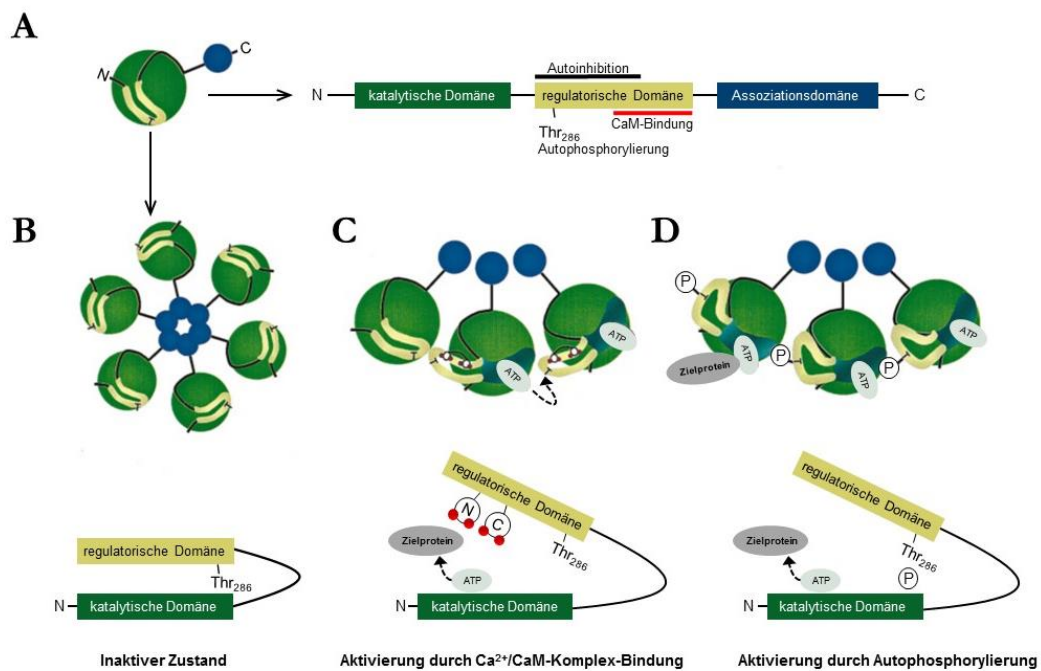 A
N
C
N
katalytische Domäne
Autoinhibition
regulatorische Domäne
Assoziationsdomäne
C
Thr286
CaM-Bindung
Autophosphorylierung
B
T
T
T
T
T
T
C
T
ATP
ATP
D
P
P
P
Zielprotein
ATP
ATP
ATP
regulatorische Domäne
Thr286
N
katalytische Domäne
Inaktiver Zustand
regulatorische Domäne
N
C
Zielprotein
Thr286
ATP
N
katalytische Domäne
Aktivierung durch Ca²⁺/CaM-Komplex-Bindung
regulatorische Domäne
Zielprotein
Thr286
P
ATP
N
katalytische Domäne
Aktivierung durch Autophosphorylierung